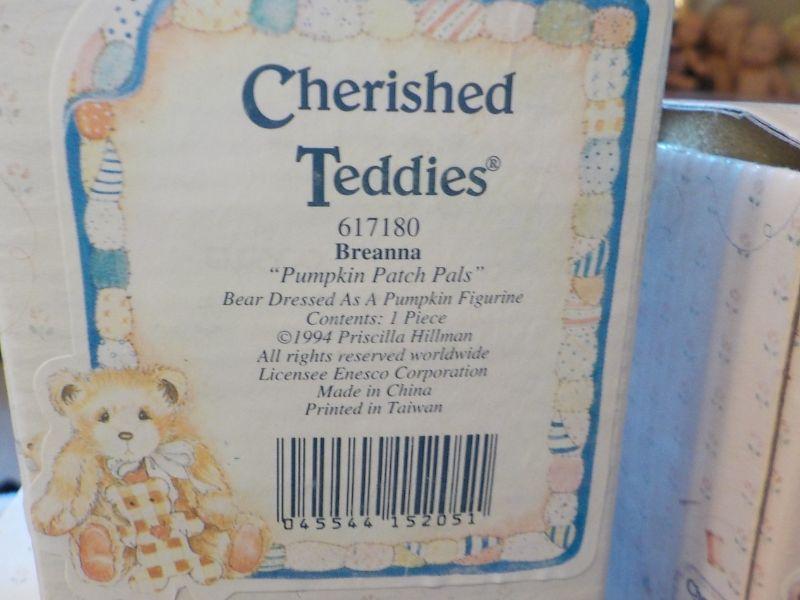 Cherished
Teddies®
617180
Breanna
“Pumpkin Patch Pals”
Bear Dressed As A Pumpkin Figurine
Contents: 1 Piece
©1994 Priscilla Hillman
All rights reserved worldwide
Licensee Enesco Corporation
Made in China
Printed in Taiwan
045544 152051